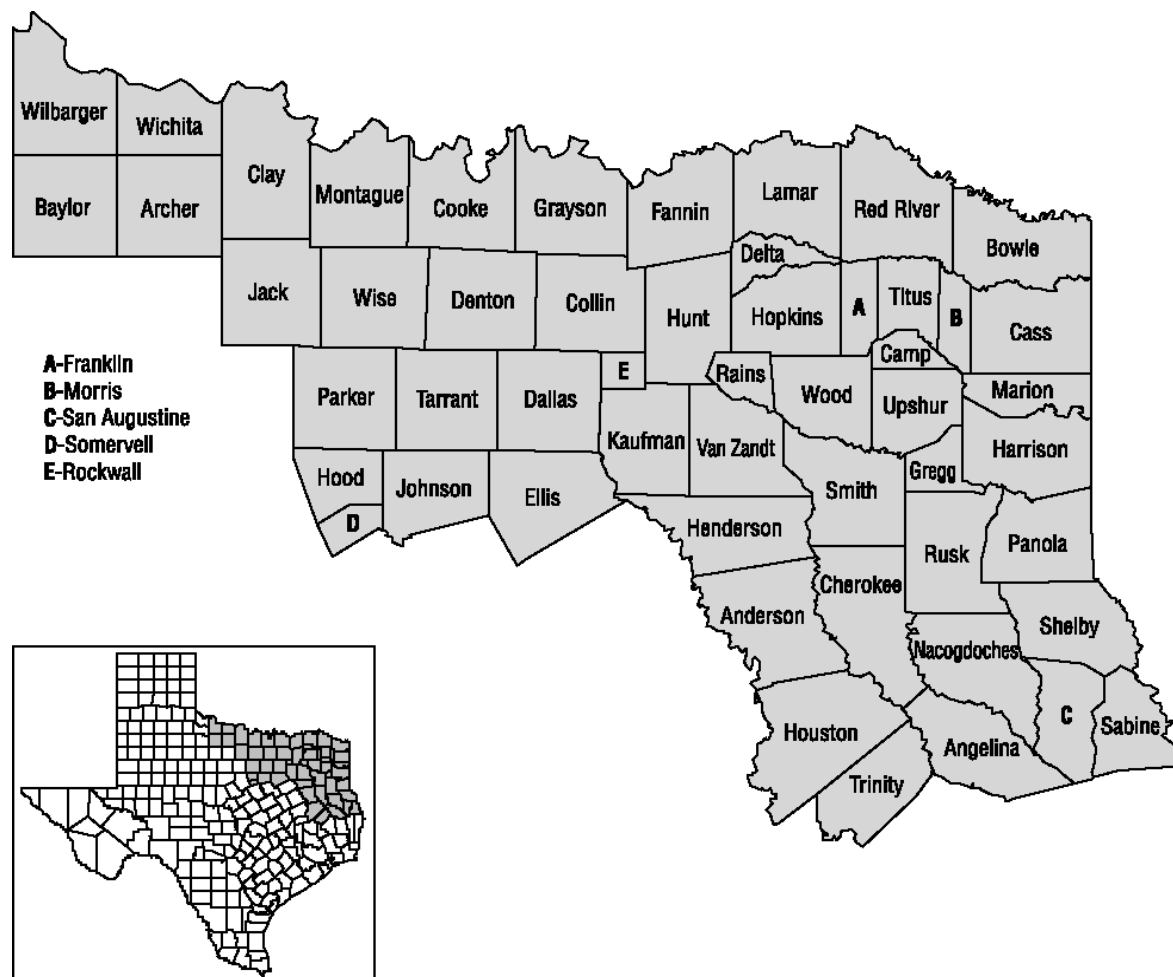 Wilbarger
Wichita
Clay
Baylor
Archer
Montague
Cooke
Grayson
Fannin
Lamar
Red River
Bowie
Delta
Jack
Wise
Denton
Collin
Hunt
Hopkins
A
Titus
B
Cass
Camp
E
Rains
Wood
Upshur
Marion
A-Franklin
B-Morris
C-San Augustine
D-Somervell
E-Rockwall
Parker
Tarrant
Dallas
Kaufman
Van Zandt
Harrison
Gregg
Smith
Hood
Johnson
Ellis
D
Henderson
Rusk
Panola
Cherokee
Anderson
Shelby
Nacogdoches
C
Sabine
Houston
Angelina
Trinity